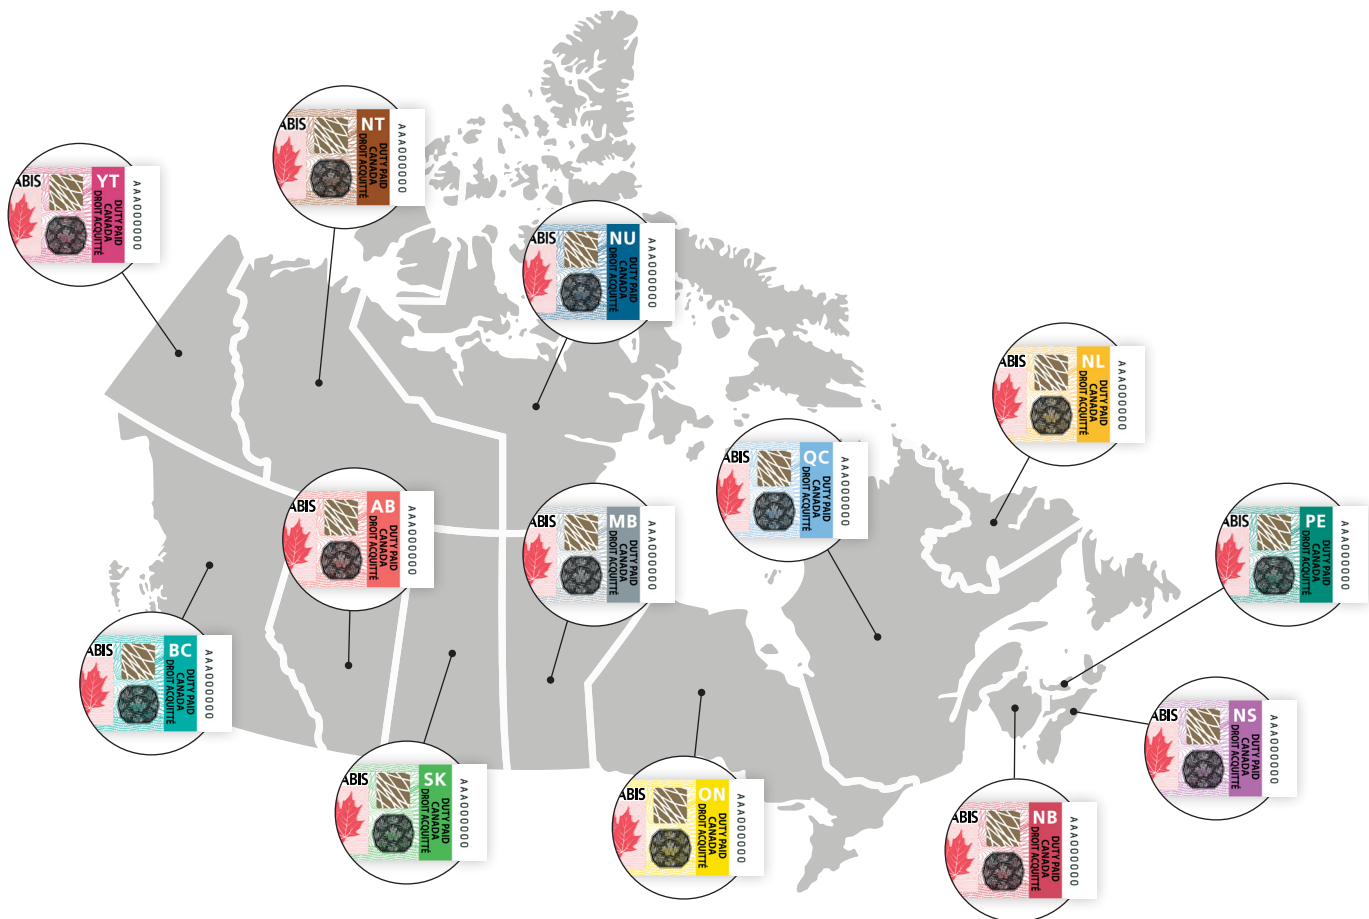 ABIS
NT
DUTY PAID
CANADA
DROIT ACQUITTÉ
AAA000000
ABIS
YT
DUTY PAID
CANADA
DROIT ACQUITTÉ
AAA000000
ABIS
NU
DUTY PAID
CANADA
DROIT ACQUITTÉ
AAA000000
ABIS
NL
DUTY PAID
CANADA
DROIT ACQUITTÉ
AAA000000
ABIS
QC
DUTY PAID
CANADA
DROIT ACQUITTÉ
AAA000000
ABIS
AB
DUTY PAID
CANADA
DROIT ACQUITTÉ
AAA000000
ABIS
MB
DUTY PAID
CANADA
DROIT ACQUITTÉ
AAA000000
ABIS
PE
DUTY PAID
CANADA
DROIT ACQUITTÉ
AAA000000
ABIS
BC
DUTY PAID
CANADA
DROIT ACQUITTÉ
AAA000000
ABIS
NS
DUTY PAID
CANADA
DROIT ACQUITTÉ
AAA000000
ABIS
SK
DUTY PAID
CANADA
DROIT ACQUITTÉ
AAA000000
ABIS
ON
DUTY PAID
CANADA
DROIT ACQUITTÉ
AAA000000
ABIS
NB
DUTY PAID
CANADA
DROIT ACQUITTÉ
AAA000000